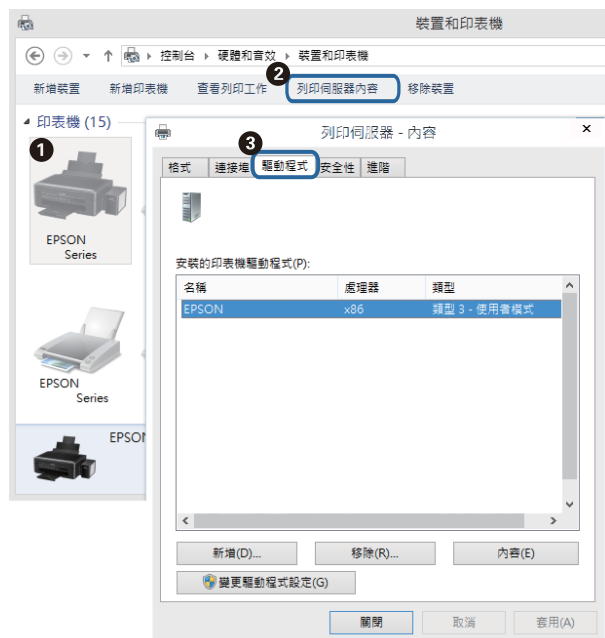 裝置和印表機
控制台 硬體和音效 裝置和印表機
新增裝置 新增印表機 查看列印工作 列印伺服器內容 移除裝置
2
印表機 (15)
1
EPSON
Series
EPSON
Series
EPSON
列印伺服器 - 內容
3
格式 連接埠 驅動程式 安全性 進階
安裝的印表機驅動程式(P):
名稱 處理器 類型
EPSON x86 類型 3 - 使用者模式
新增(D)... 移除(R)... 內容(E)
變更驅動程式設定(G)
關閉 取消 套用(A)